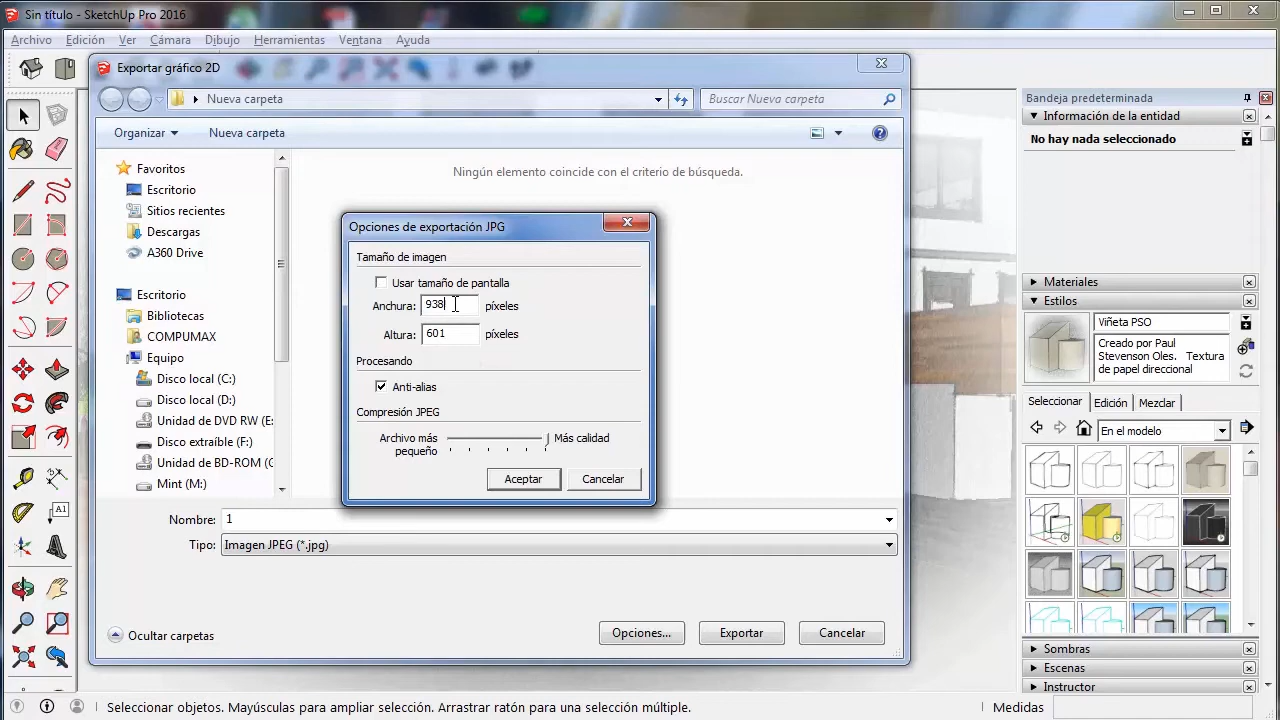 Sin título - SketchUp Pro 2016
Archivo Edición Ver Cámara Dibujo Herramientas Ventana Ayuda
Exportar gráfico 2D
Nueva carpeta
Buscar Nueva carpeta
Organizar
Nueva carpeta
Favoritos
Escritorio
Sitios recientes
Descargas
A360 Drive
Escritorio
Bibliotecas
COMPUMAX
Equipo
Disco local (C:)
Disco local (D:)
Unidad de DVD RW (E:
Disco extraíble (F:)
Unidad de BD-ROM (G
Mint (M:)
Ningún elemento coincide con el criterio de búsqueda.
Opciones de exportación JPG
Tamaño de imagen
Usar tamaño de pantalla
Anchura: 938 píxeles
Altura: 601 píxeles
Procesando
Anti-alias
Compresión JPEG
Archivo más pequeño
Más calidad
Aceptar Cancelar
Nombre: 1
Tipo: Imagen JPEG (*.jpg)
Ocultar carpetas
Opciones... Exportar Cancelar
Bandeja predeterminada
Información de la entidad
No hay nada seleccionado
Materiales
Estilos
Viñeta PSO
Creado por Paul
Stevenson Oles. Textura
de papel direccional
Seleccionar Edición Mezclar
En el modelo
Sombras
Escenas
Instructor
A1
Seleccionar objetos. Mayúsculas para ampliar selección. Arrastrar ratón para una selección múltiple.
Medidas